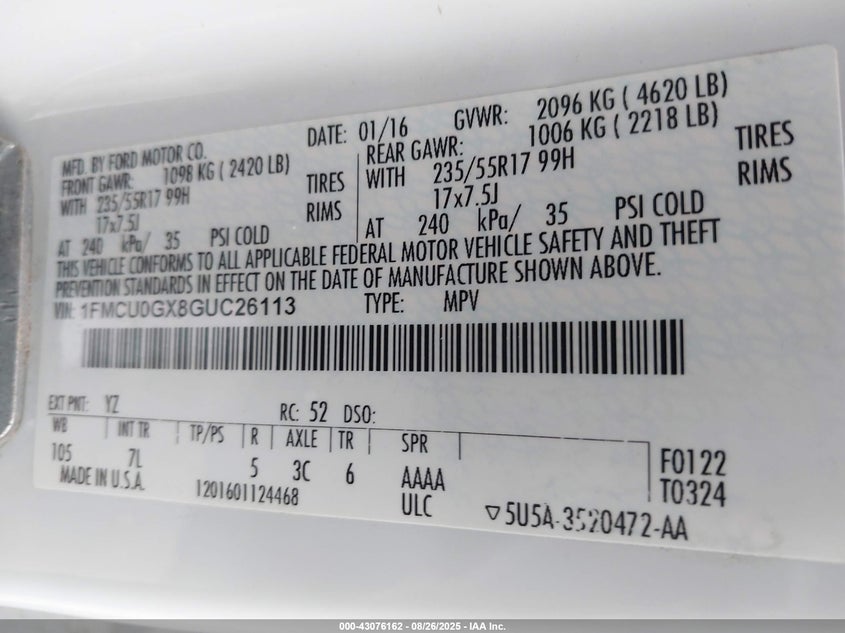 MFD. BY FORD MOTOR CO. DATE: 01/16 GVWR: 2096 KG ( 4620 LB)
FRONT GAWR: 1098 KG ( 2420 LB) REAR GAWR: 1006 KG ( 2218 LB)
WITH 235/55R17 99H TIRES WITH 235/55R17 99H TIRES
17x7.5J RIMS 17x7.5J RIMS
AT 240 kPa/ 35 PSI COLD AT 240 kPa/ 35 PSI COLD
THIS VEHICLE CONFORMS TO ALL APPLICABLE FEDERAL MOTOR VEHICLE SAFETY AND THEFT
PREVENTION STANDARDS IN EFFECT ON THE DATE OF MANUFACTURE SHOWN ABOVE.
VIN: 1FMCU0GX8GUC26113 TYPE: MPV
EXT PNT: YZ RC: 52 DSO:
WB INT TR TP/PS R AXLE TR SPR
105 7L 5 3C 6 AAAA F0122
MADE IN U.S.A. 1201601124468 ULC T0324
▽5U5A-3520472-AA
000-43076162 - 08/26/2025 - IAA Inc.